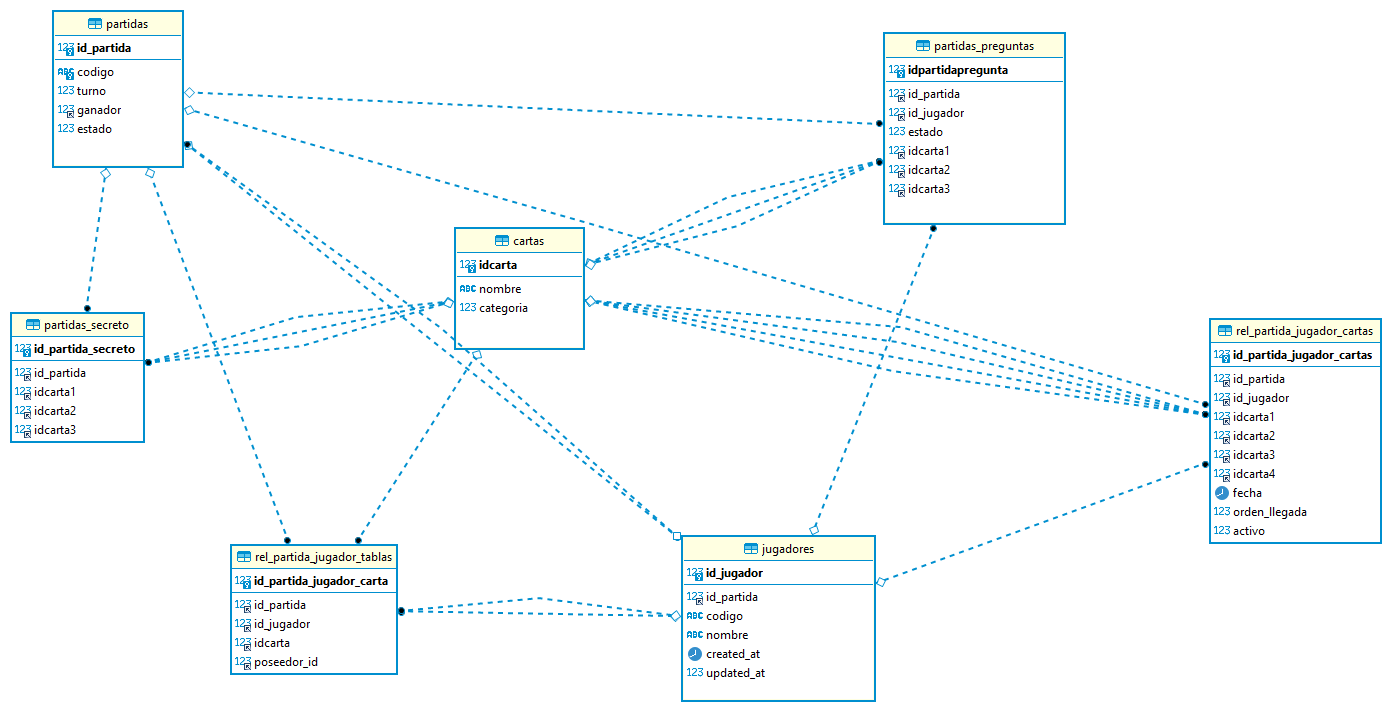 partidas
123 id_partida
ABC codigo
123 turno
123 ganador
123 estado
partidas_preguntas
123 idpartidapregunta
123 id_partida
123 id_jugador
123 estado
123 idcarta1
123 idcarta2
123 idcarta3
cartas
123 idcarta
ABC nombre
123 categoria
partidas_secreto
123 id_partida_secreto
123 id_partida
123 idcarta1
123 idcarta2
123 idcarta3
rel_partida_jugador_cartas
123 id_partida_jugador_cartas
123 id_partida
123 id_jugador
123 idcarta1
123 idcarta2
123 idcarta3
123 idcarta4
fecha
123 orden_llegada
123 activo
rel_partida_jugador_tablas
123 id_partida_jugador_carta
123 id_partida
123 id_jugador
123 idcarta
123 poseedor_id
jugadores
123 id_jugador
123 id_partida
ABC codigo
ABC nombre
created_at
123 updated_at